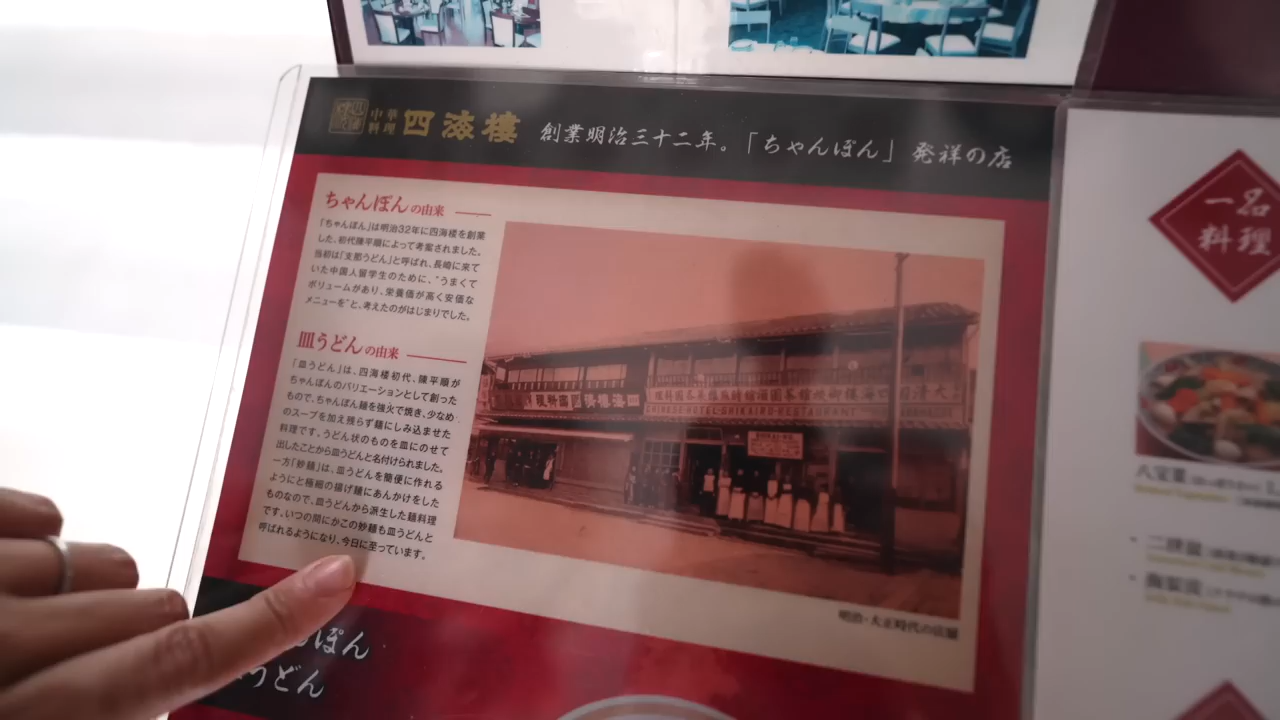 中華料理 四海樓 創業明治三十二年。「ちゃんぽん」発祥の店
ちゃんぽんの由来
「ちゃんぽん」は明治32年に四海樓を創業
した、初代陳平順によって考案されました。
当初は「支那うどん」と呼ばれ、長崎に来て
いた中国人留学生のために、“うまくて
ボリュームがあり、栄養価が高く安価な
メニューを”と、考えたのがはじまりでした。
皿うどんの由来
「皿うどん」は、四海樓初代、陳平順が
ちゃんぽんのバリエーションとして創った
もので、ちゃんぽん麺を強火で焼き、少なめ
のスープを加え残らず麺にしみ込ませた
料理です。うどん状のものを皿にのせて
出したことから皿うどんと名付けられました。
一方「炒麺」は、皿うどんを簡便に作れる
ようにと極細の揚げ麺にあんかけをした
ものなので、皿うどんから派生した麺料理
です。いつの間にかこの炒麺も皿うどんと
呼ばれるようになり、今日に至っています。
CHINESE-HOTEL-SHIKAIRO-RESTAURANT
明治・大正時代の店舗
ぽん
うどん
一名
料理
八宝菜